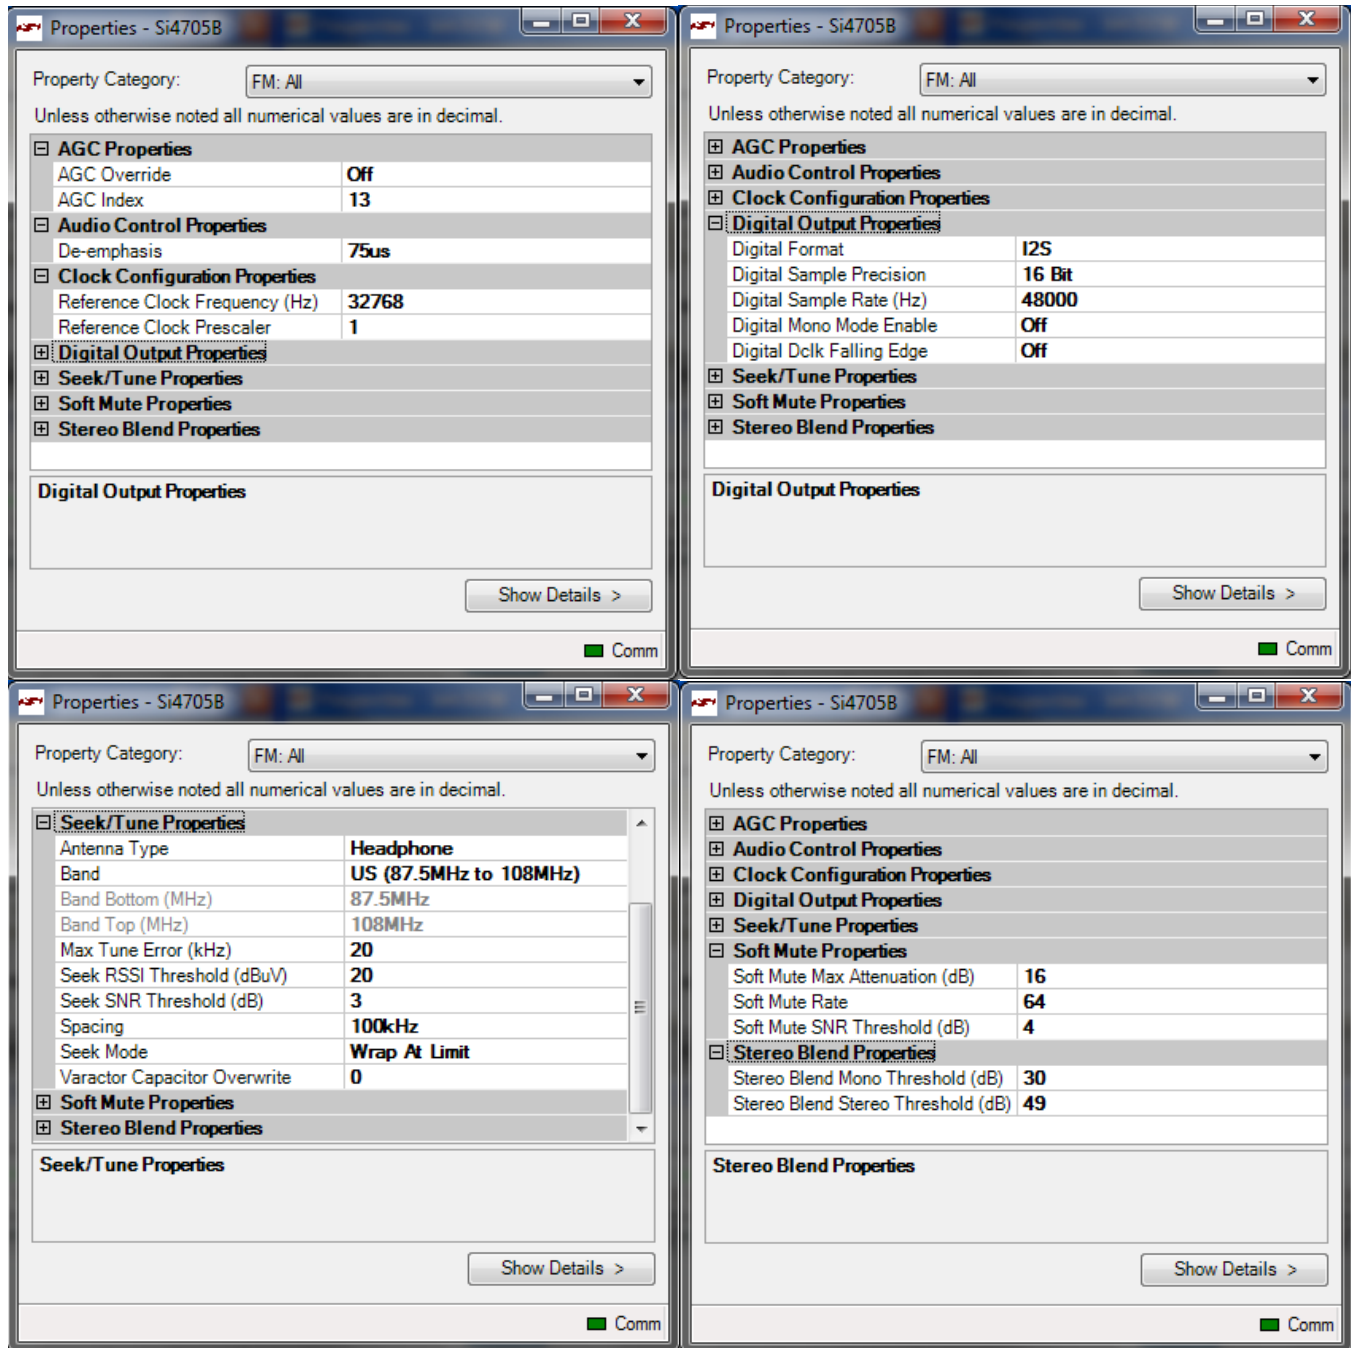 Properties - Si4705B
Property Category: FM: All
Unless otherwise noted all numerical values are in decimal.
AGC Properties
AGC Override Off
AGC Index 13
Audio Control Properties
De-emphasis 75us
Clock Configuration Properties
Reference Clock Frequency (Hz) 32768
Reference Clock Prescaler 1
Digital Output Properties
Seek/Tune Properties
Soft Mute Properties
Stereo Blend Properties
Digital Output Properties
Show Details >
Comm
Properties - Si4705B
Property Category: FM: All
Unless otherwise noted all numerical values are in decimal.
AGC Properties
Audio Control Properties
Clock Configuration Properties
Digital Output Properties
Digital Format I2S
Digital Sample Precision 16 Bit
Digital Sample Rate (Hz) 48000
Digital Mono Mode Enable Off
Digital Dclk Falling Edge Off
Seek/Tune Properties
Soft Mute Properties
Stereo Blend Properties
Digital Output Properties
Show Details >
Comm
Properties - Si4705B
Property Category: FM: All
Unless otherwise noted all numerical values are in decimal.
Seek/Tune Properties
Antenna Type Headphone
Band US (87.5MHz to 108MHz)
Band Bottom (MHz) 87.5MHz
Band Top (MHz) 108MHz
Max Tune Error (kHz) 20
Seek RSSI Threshold (dBuV) 20
Seek SNR Threshold (dB) 3
Spacing 100kHz
Seek Mode Wrap At Limit
Varactor Capacitor Overwrite 0
Soft Mute Properties
Stereo Blend Properties
Seek/Tune Properties
Show Details >
Comm
Properties - Si4705B
Property Category: FM: All
Unless otherwise noted all numerical values are in decimal.
AGC Properties
Audio Control Properties
Clock Configuration Properties
Digital Output Properties
Seek/Tune Properties
Soft Mute Properties
Soft Mute Max Attenuation (dB) 16
Soft Mute Rate 64
Soft Mute SNR Threshold (dB) 4
Stereo Blend Properties
Stereo Blend Mono Threshold (dB) 30
Stereo Blend Stereo Threshold (dB) 49
Stereo Blend Properties
Show Details >
Comm